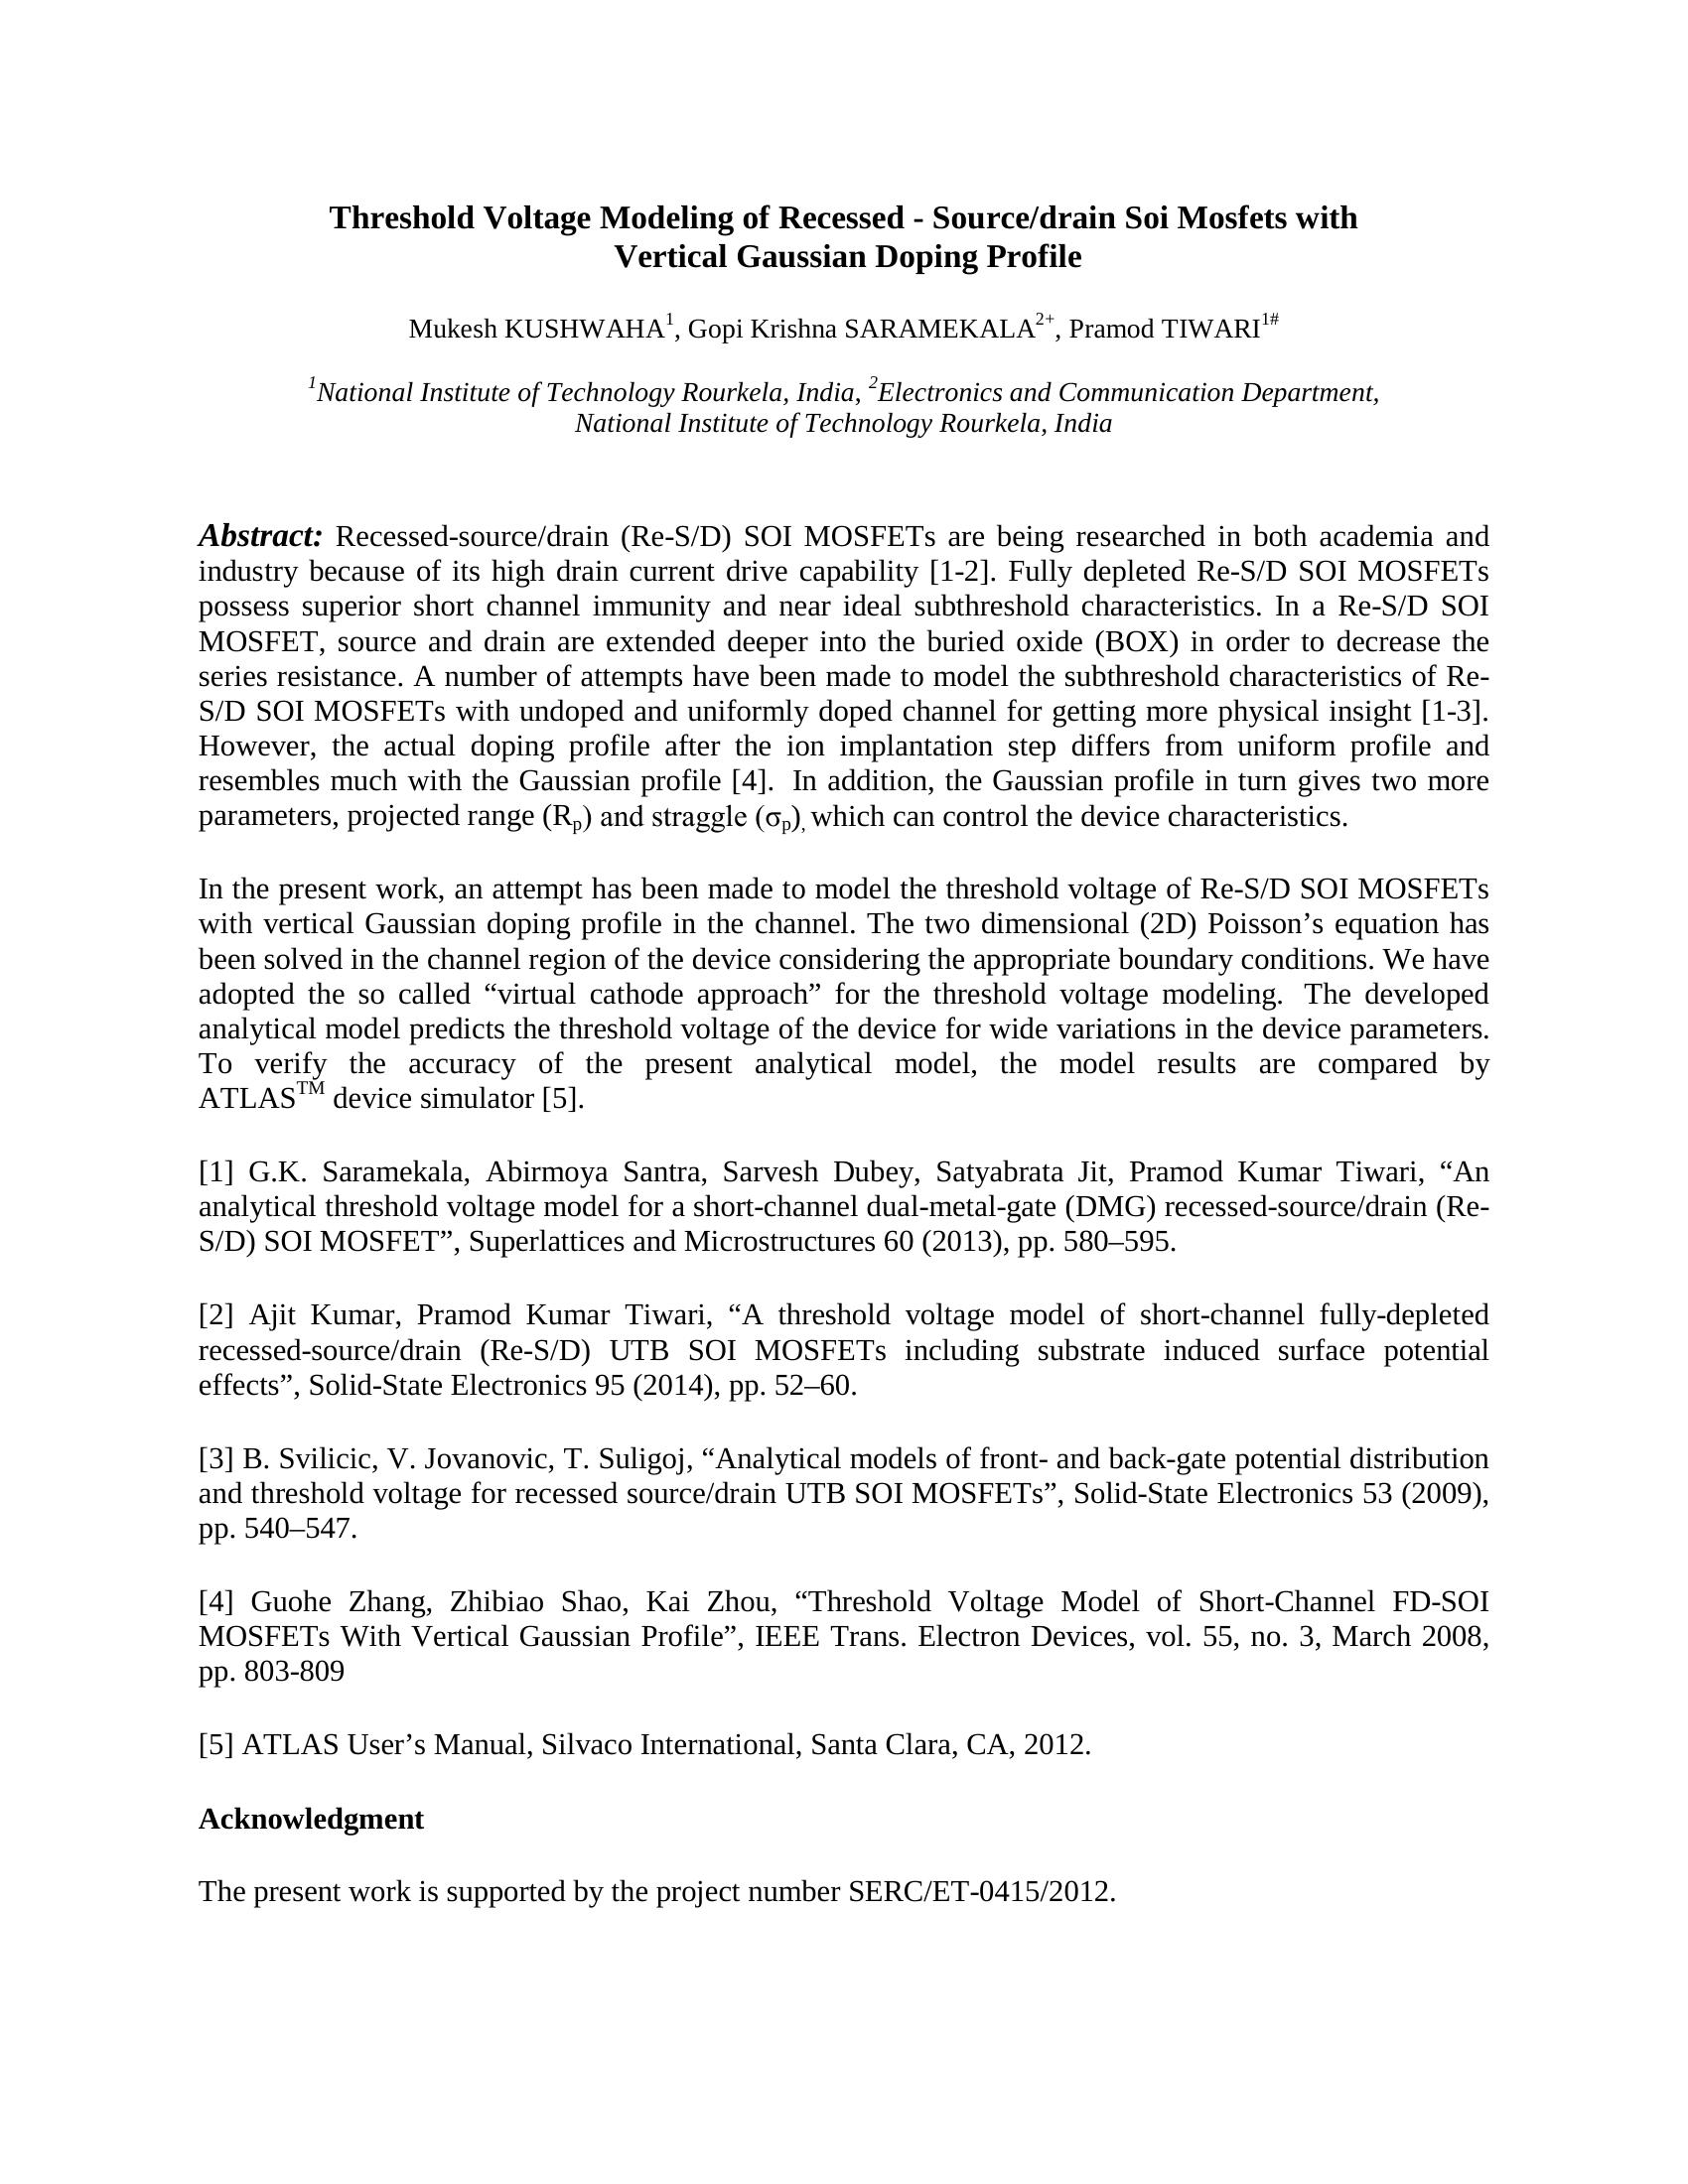 Threshold Voltage Modeling of Recessed - Source/drain Soi Mosfets with
Vertical Gaussian Doping Profile
Mukesh KUSHWAHA1, Gopi Krishna SARAMEKALA2+, Pramod TIWARI1#
1National Institute of Technology Rourkela, India, 2Electronics and Communication Department,
National Institute of Technology Rourkela, India
Abstract: Recessed-source/drain (Re-S/D) SOI MOSFETs are being researched in both academia and
industry because of its high drain current drive capability [1-2]. Fully depleted Re-S/D SOI MOSFETs
possess superior short channel immunity and near ideal subthreshold characteristics. In a Re-S/D SOI
MOSFET, source and drain are extended deeper into the buried oxide (BOX) in order to decrease the
series resistance. A number of attempts have been made to model the subthreshold characteristics of Re-
S/D SOI MOSFETs with undoped and uniformly doped channel for getting more physical insight [1-3].
However, the actual doping profile after the ion implantation step differs from uniform profile and
resembles much with the Gaussian profile [4].  In addition, the Gaussian profile in turn gives two more
parameters, projected range (Rp) and straggle (σp), which can control the device characteristics.
In the present work, an attempt has been made to model the threshold voltage of Re-S/D SOI MOSFETs
with vertical Gaussian doping profile in the channel. The two dimensional (2D) Poisson’s equation has
been solved in the channel region of the device considering the appropriate boundary conditions. We have
adopted the so called “virtual cathode approach” for the threshold voltage modeling.  The developed
analytical model predicts the threshold voltage of the device for wide variations in the device parameters.
To verify the accuracy of the present analytical model, the model results are compared by
ATLASTM device simulator [5].
[1] G.K. Saramekala, Abirmoya Santra, Sarvesh Dubey, Satyabrata Jit, Pramod Kumar Tiwari, “An
analytical threshold voltage model for a short-channel dual-metal-gate (DMG) recessed-source/drain (Re-
S/D) SOI MOSFET”, Superlattices and Microstructures 60 (2013), pp. 580–595.
[2] Ajit Kumar, Pramod Kumar Tiwari, “A threshold voltage model of short-channel fully-depleted
recessed-source/drain (Re-S/D) UTB SOI MOSFETs including substrate induced surface potential
effects”, Solid-State Electronics 95 (2014), pp. 52–60.
[3] B. Svilicic, V. Jovanovic, T. Suligoj, “Analytical models of front- and back-gate potential distribution
and threshold voltage for recessed source/drain UTB SOI MOSFETs”, Solid-State Electronics 53 (2009),
pp. 540–547.
[4] Guohe Zhang, Zhibiao Shao, Kai Zhou, “Threshold Voltage Model of Short-Channel FD-SOI
MOSFETs With Vertical Gaussian Profile”, IEEE Trans. Electron Devices, vol. 55, no. 3, March 2008,
pp. 803-809
[5] ATLAS User’s Manual, Silvaco International, Santa Clara, CA, 2012.
Acknowledgment
The present work is supported by the project number SERC/ET-0415/2012.